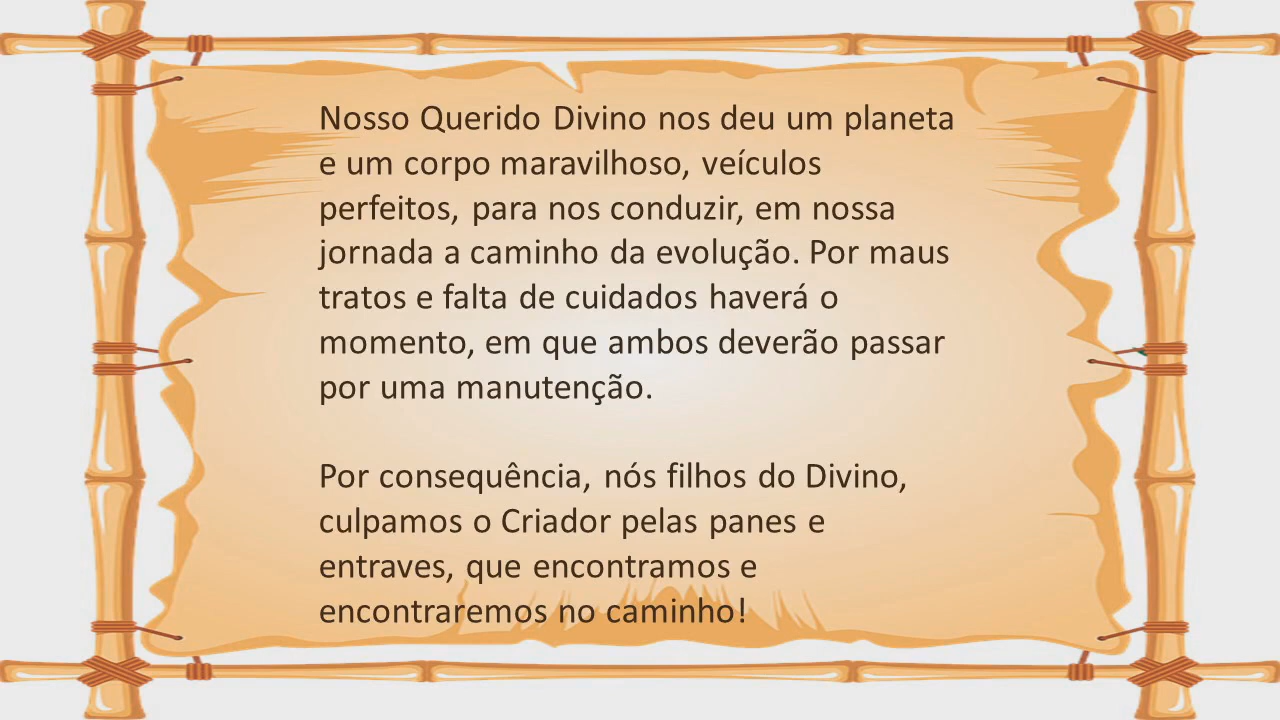 Nosso Querido Divino nos deu um planeta
e um corpo maravilhoso, veículos
perfeitos, para nos conduzir, em nossa
jornada a caminho da evolução. Por maus
tratos e falta de cuidados haverá o
momento, em que ambos deverão passar
por uma manutenção.
Por consequência, nós filhos do Divino,
culpamos o Criador pelas panes e
entraves, que encontramos e
encontraremos no caminho!